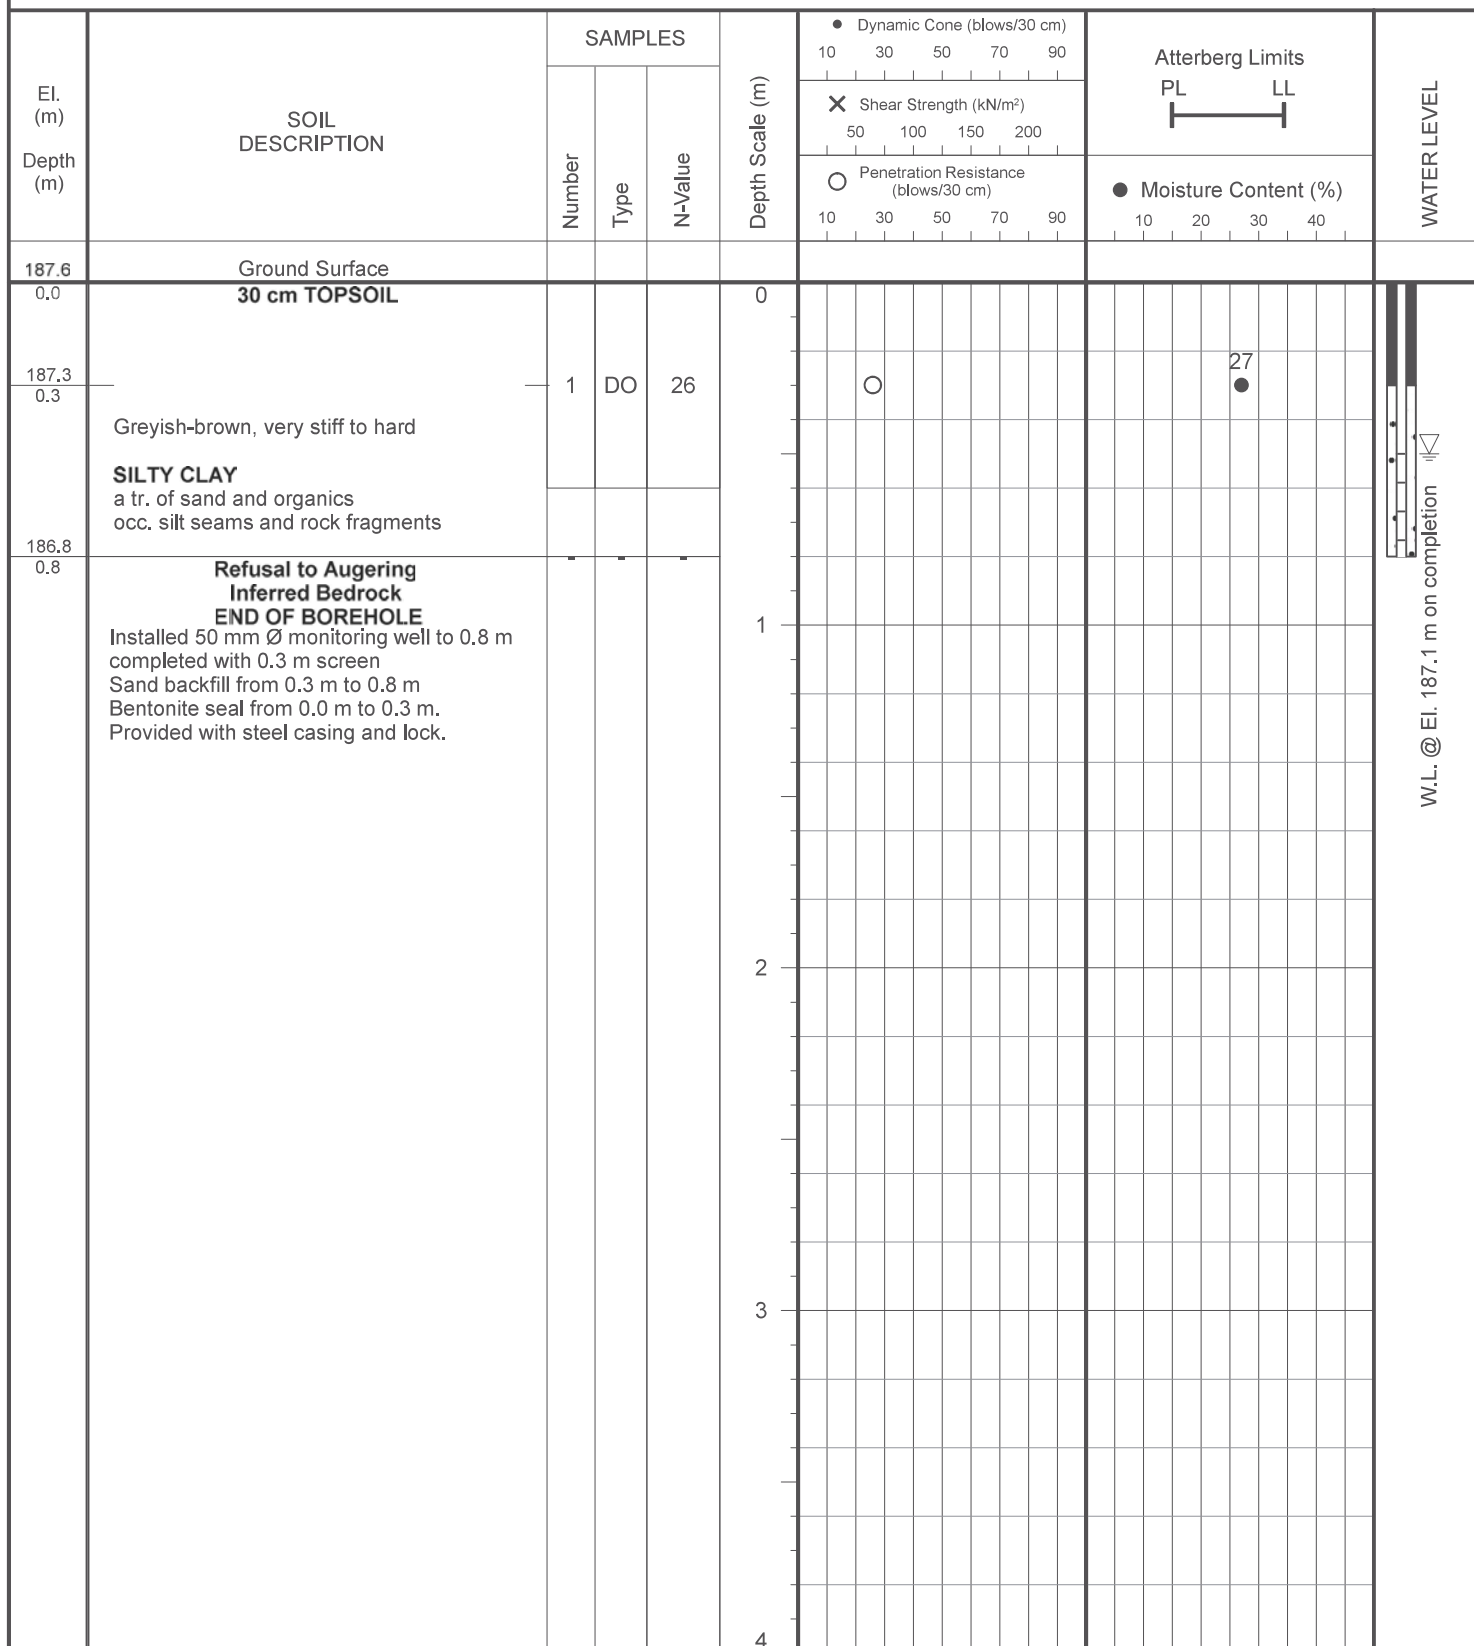 El.
(m)
Depth
(m)
SOIL
DESCRIPTION
SAMPLES
Number
Type
N-Value
Depth Scale (m)
Dynamic Cone (blows/30 cm)
10 30 50 70 90
Shear Strength (kN/m²)
50 100 150 200
Penetration Resistance
(blows/30 cm)
10 30 50 70 90
Atterberg Limits
PL LL
Moisture Content (%)
10 20 30 40
WATER LEVEL
187.6
Ground Surface
0.0
30 cm TOPSOIL
0
187.3
0.3
1 DO 26
27
Greyish-brown, very stiff to hard
SILTY CLAY
a tr. of sand and organics
occ. silt seams and rock fragments
186.8
0.8
Refusal to Augering
Inferred Bedrock
END OF BOREHOLE
Installed 50 mm Ø monitoring well to 0.8 m
completed with 0.3 m screen
Sand backfill from 0.3 m to 0.8 m
Bentonite seal from 0.0 m to 0.3 m.
Provided with steel casing and lock.
1
2
3
4
W.L. @ El. 187.1 m on completion